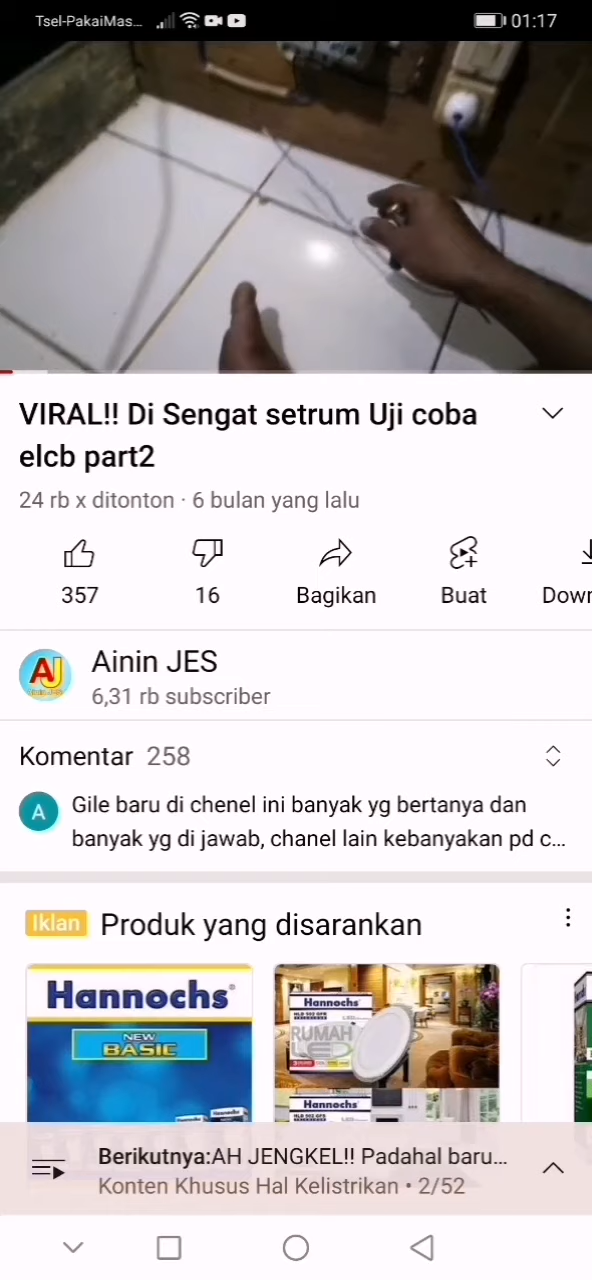 Tsel-PakaiMas... 01:17
VIRAL!! Di Sengat setrum Uji coba
elcb part2
24 rb x ditonton · 6 bulan yang lalu
357 16 Bagikan Buat Down
Ainin JES
6,31 rb subscriber
Komentar 258
A Gile baru di chenel ini banyak yg bertanya dan
banyak yg di jawab, chanel lain kebanyakan pd c...
Iklan Produk yang disarankan
Hannochs
NEW
BASIC
Hannochs
RUMAH
LED
Hannochs
Berikutnya:AH JENGKEL!! Padahal baru...
Konten Khusus Hal Kelistrikan • 2/52